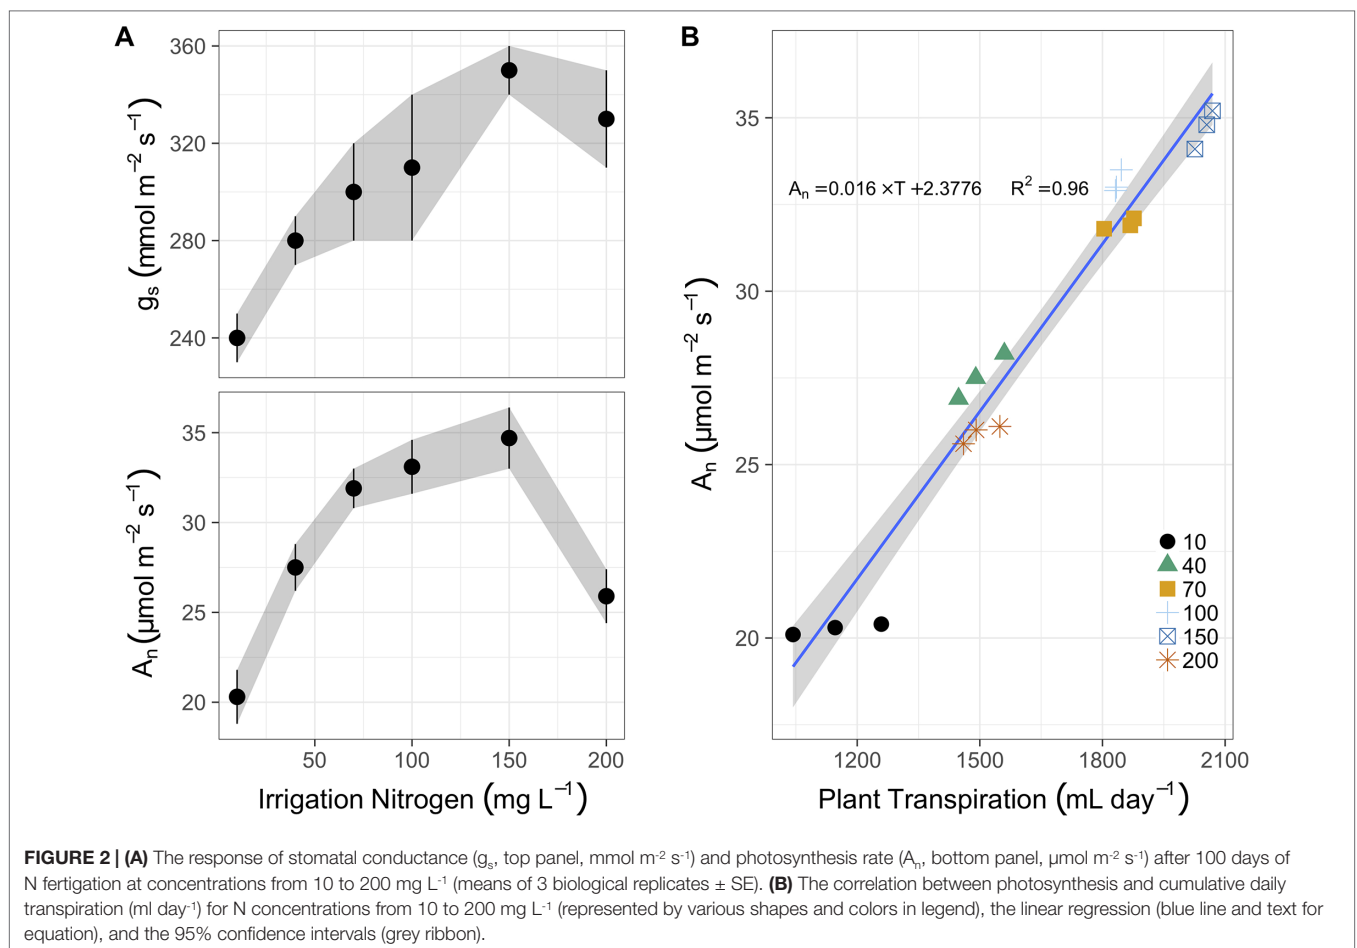 A
360
320
280
240
gs (mmol m−2 s−1)
35
30
25
20
An (µmol m−2 s−1)
50 100 150 200
Irrigation Nitrogen (mg L−1)
B
35
30
25
20
An (µmol m−2 s−1)
An =0.016 ×T +2.3776 R2 =0.96
10
40
70
100
150
200
1200 1500 1800 2100
Plant Transpiration (mL day−1)
FIGURE 2 | (A) The response of stomatal conductance (gs, top panel, mmol m-2 s-1) and photosynthesis rate (An, bottom panel, µmol m-2 s-1) after 100 days of
N fertigation at concentrations from 10 to 200 mg L-1 (means of 3 biological replicates ± SE). (B) The correlation between photosynthesis and cumulative daily
transpiration (ml day-1) for N concentrations from 10 to 200 mg L-1 (represented by various shapes and colors in legend), the linear regression (blue line and text for
equation), and the 95% confidence intervals (grey ribbon).